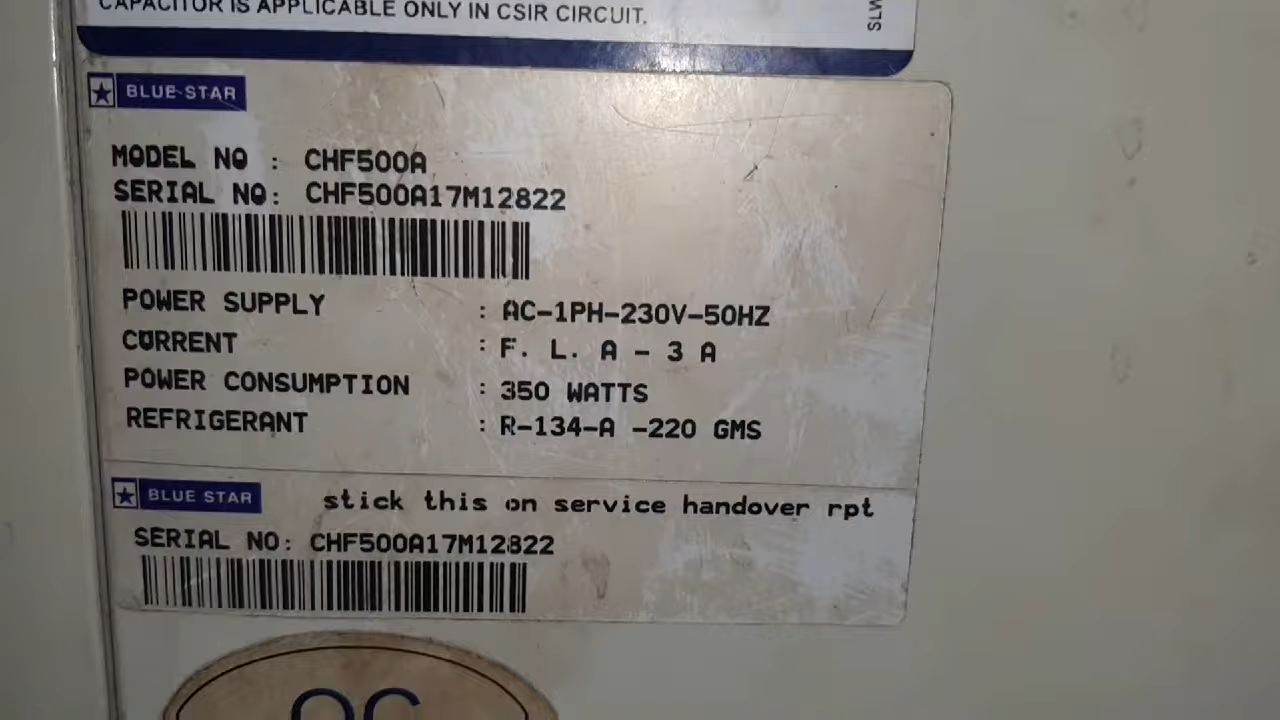 CAPACITOR IS APPLICABLE ONLY IN CSIR CIRCUIT.
SLW
BLUE STAR
MODEL NO : CHF500A
SERIAL NO: CHF500A17M12822
POWER SUPPLY : AC-1PH-230V-50HZ
CURRENT : F. L. A - 3 A
POWER CONSUMPTION : 350 WATTS
REFRIGERANT : R-134-A -220 GMS
BLUE STAR stick this on service handover rpt
SERIAL NO: CHF500A17M12822
QC